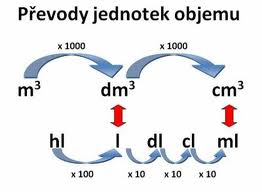 Převody jednotek objemu
x 1000 x 1000
m³ dm³ cm³
hl l dl cl ml
x 100 x 10 x 10 x 10